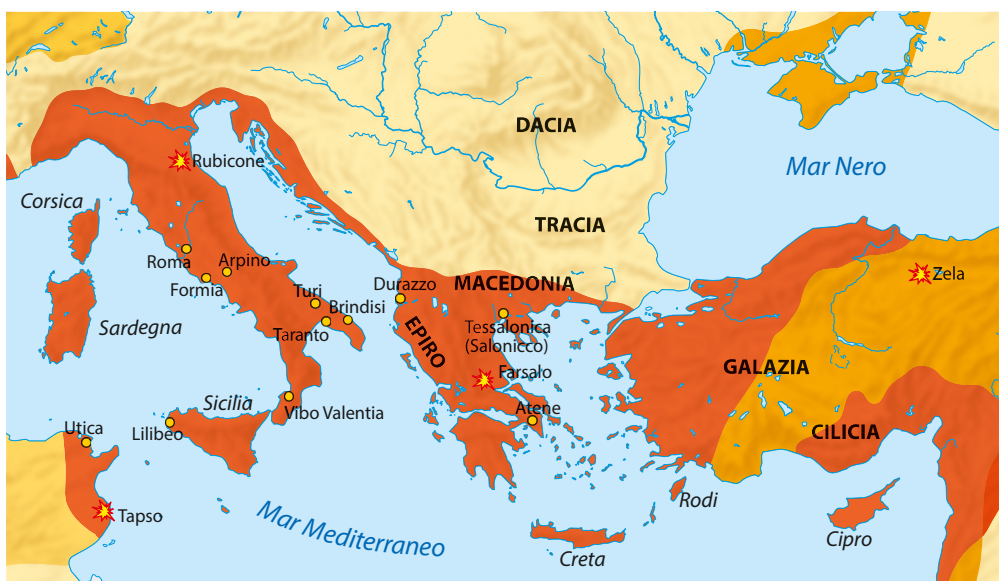 DACIA
Mar Nero
Rubicone
Corsica
TRACIA
Roma
Arpino
Formia
Durazzo
MACEDONIA
Zela
Turi
Brindisi
Sardegna
Taranto
EPIRO
Tessalonica
(Salonicco)
Farsalo
GALAZIA
Sicilia
Vibo Valentia
Atene
Utica
Lilibeo
CILICIA
Rodi
Tapso
Mar Mediterraneo
Creta
Cipro